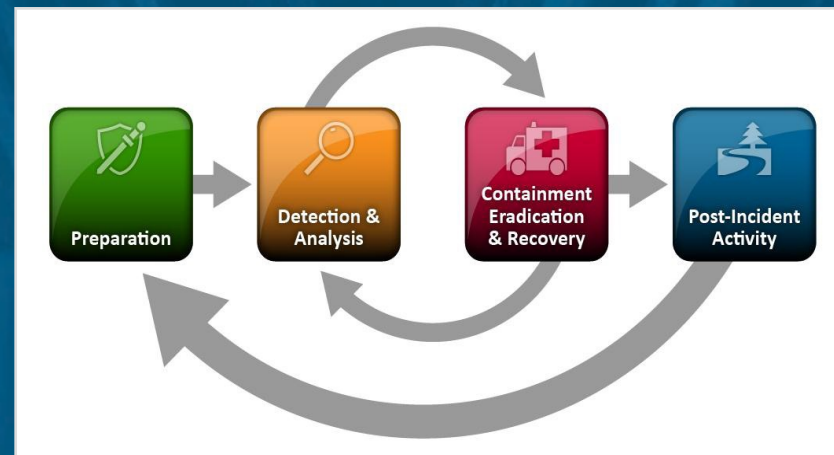 Preparation
Detection &
Analysis
Containment
Eradication
& Recovery
Post-Incident
Activity